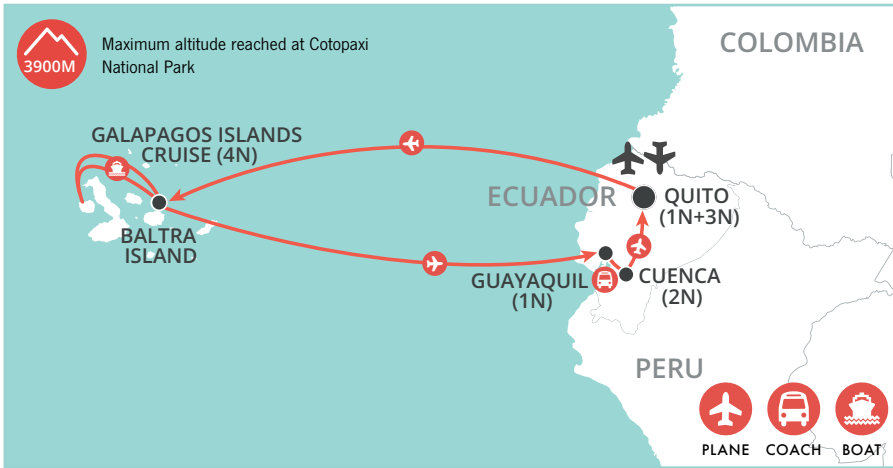 3900M
Maximum altitude reached at Cotopaxi
National Park
COLOMBIA
GALAPAGOS ISLANDS
CRUISE (4N)
ECUADOR
QUITO
(1N+3N)
BALTRA
ISLAND
GUAYAQUIL
(1N)
CUENCA
(2N)
PERU
PLANE
COACH
BOAT